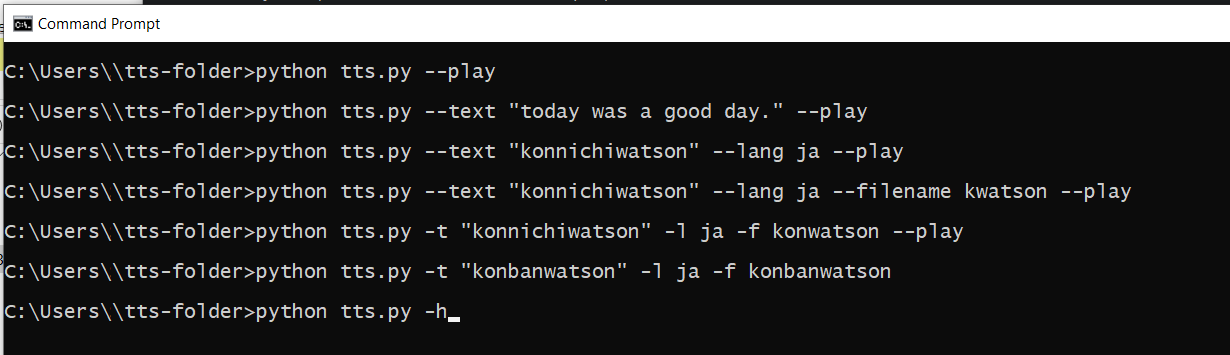 Command Prompt
C:\Users\\tts-folder>python tts.py --play
C:\Users\\tts-folder>python tts.py --text "today was a good day." --play
C:\Users\\tts-folder>python tts.py --text "konnichiwatson" --lang ja --play
C:\Users\\tts-folder>python tts.py --text "konnichiwatson" --lang ja --filename kwatson --play
C:\Users\\tts-folder>python tts.py -t "konnichiwatson" -l ja -f konwatson --play
C:\Users\\tts-folder>python tts.py -t "konbanwatson" -l ja -f konbanwatson
C:\Users\\tts-folder>python tts.py -h